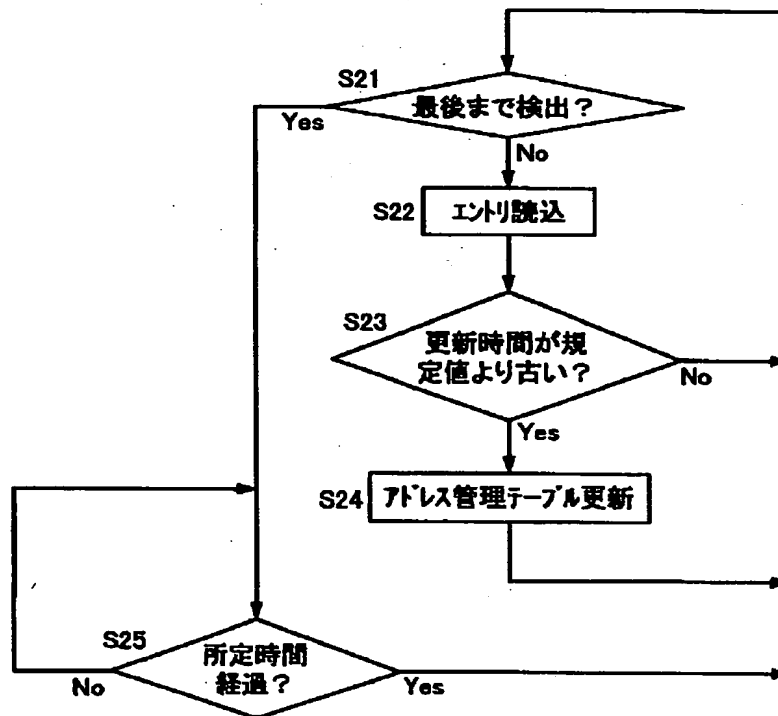 S21
最後まで検出?
Yes
No
S22
エントリ読込
S23
更新時間が規
定値より古い?
No
Yes
S24
アドレス管理テーブル更新
S25
所定時間
経過?
No
Yes